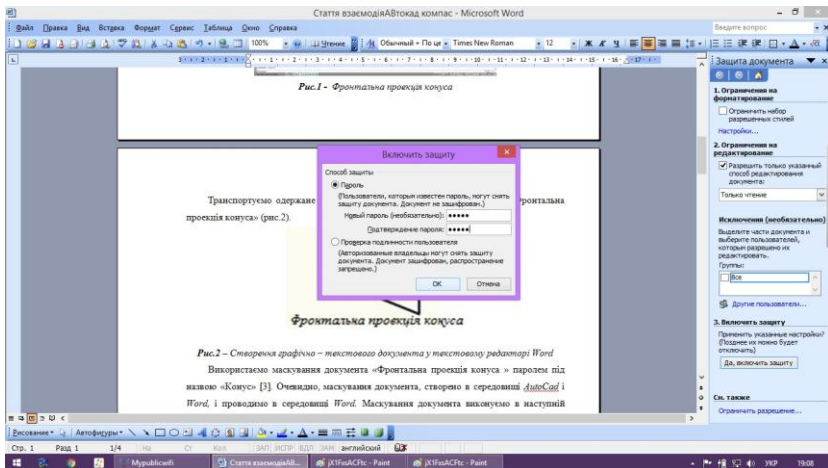 Стаття взаємодіяАВтокад компас - Microsoft Word
Файл Правка Вид Вставка Формат Сервис Таблица Окно Справка
Введите вопрос
100% Чтение Обычный + По ши Times New Roman 12 Ж К Ч
Рис.1 - Фронтальна проекція конуса
Транспортуємо одержане
Фронтальна
проекція конуса» (рис.2).
Включить защиту
Способ защиты
Пароль
(Пользователи, которым известен пароль, могут снять
защиту документа. Документ не зашифрован.)
Новый пароль (необязательно): •••••
Подтверждение пароля: •••••
Проверка подлинности пользователя
(Авторизованные владельцы могут снять защиту
документа. Документ зашифрован, распространение
запрещено.)
ОК Отмена
Фронтальна проекція конуса
Рис.2 – Створення графічно – текстового документа у текстовому редакторі Word
Використаємо маскування документа «Фронтальна проекція конуса » паролем під
назвою «Конус» [3]. Очевидно, маскування документа, створено в середовищі AutoCad і
Word, і проводимо в середовищі Word. Маскування документа виконуємо в наступній
Защита документа
1. Ограничения на
форматирование
Ограничить набор
разрешенных стилей
Настройки...
2. Ограничения на
редактирование
Разрешить только указанный
способ редактирования
документа:
Только чтение
Исключения (необязательно)
Выделите части документа и
выберите пользователей,
которым разрешено их
редактировать.
Группы:
Все
Другие пользователи...
3. Включить защиту
Применить указанные настройки?
(Позднее их можно будет
отключить)
Да, включить защиту
См. также
Ограничить разрешение...
Рисование Автофигуры
Стр. 1 Разд 1 1/4 На Ст Кол ЗАП ИСПР ВДЛ ЗАМ английский
Mypublicwifi Стаття взаємодіяАВ... jX1FxsACFtc - Paint jX1FxsACFtc - Paint УКР 19:08